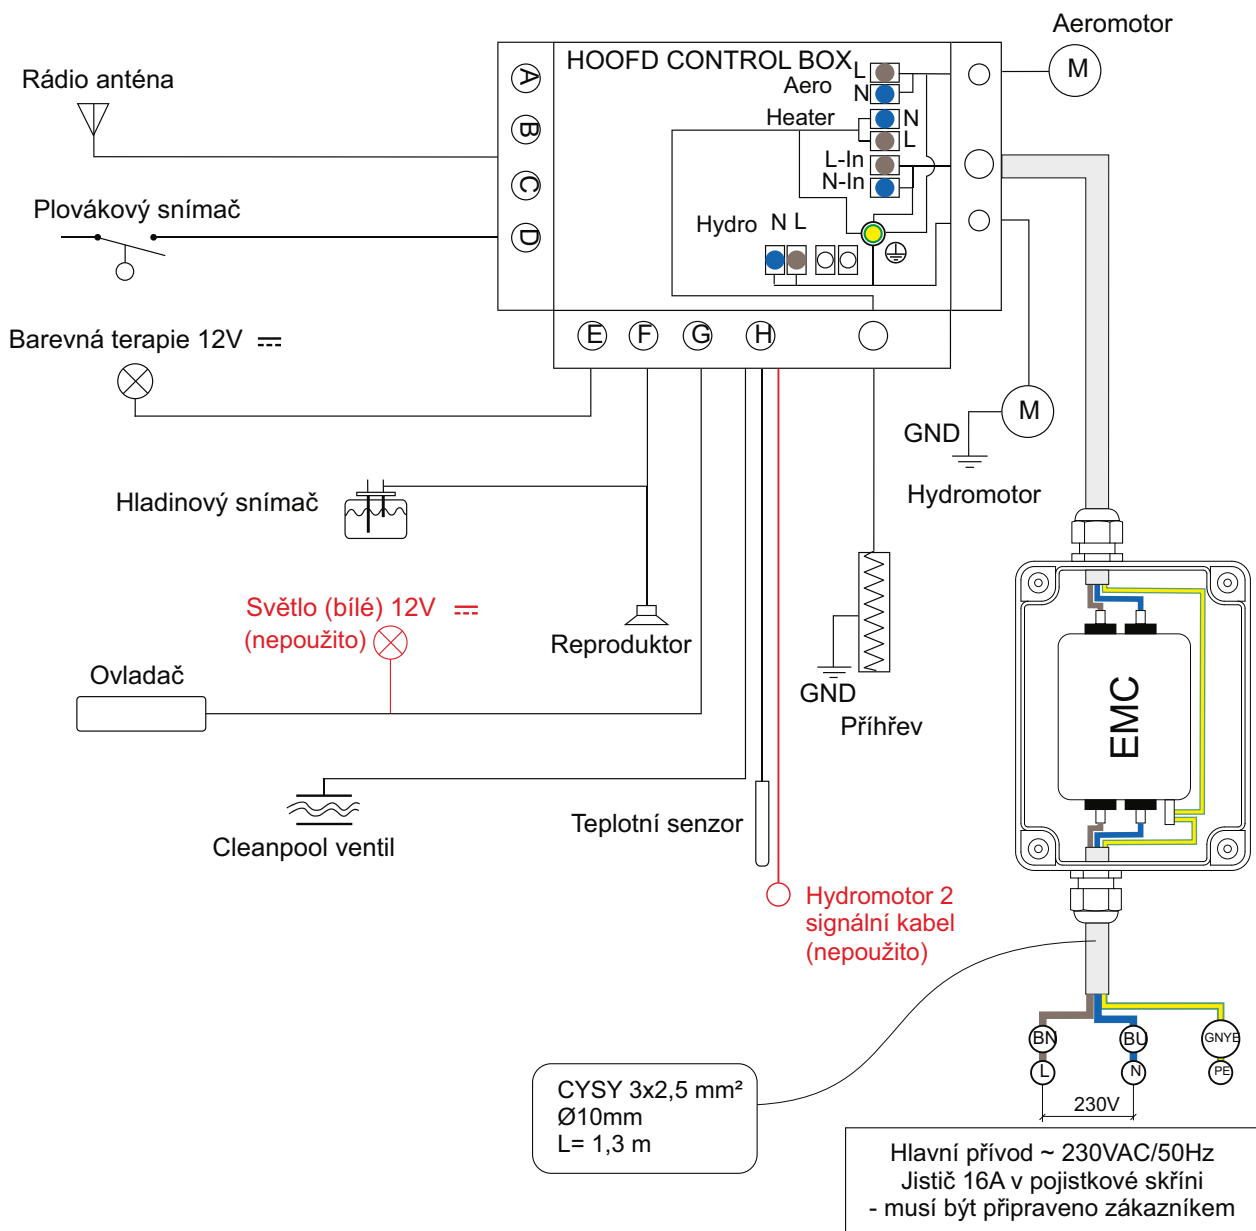 Aeromotor
M
HOOFD CONTROL BOX
Rádio anténa
A
B
C
D
Aero
L
N
Heater
N
L
L-In
N-In
Plovákový snímač
Hydro N L
Barevná terapie 12V
E
F
G
H
M
GND
Hydromotor
Hladinový snímač
Světlo (bílé) 12V
(nepoužito)
Reproduktor
Ovladač
GND
Příhřev
EMC
Cleanpool ventil
Teplotní senzor
Hydromotor 2
signální kabel
(nepoužito)
BN
BU
GNYE
L
N
PE
230V
CYSY 3x2,5 mm²
Ø10mm
L= 1,3 m
Hlavní přívod ~ 230VAC/50Hz
Jistič 16A v pojistkové skříni
- musí být připraveno zákazníkem